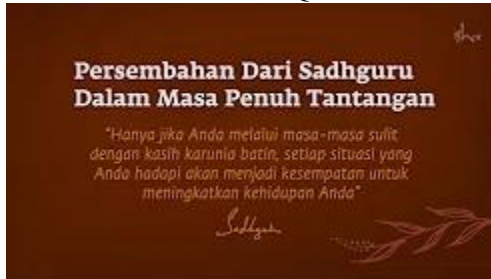 isha
Persembahan Dari Sadhguru
Dalam Masa Penuh Tantangan
"Hanya jika Anda melalui masa-masa sulit
dengan kasih karunia batin, setiap situasi yang
Anda hadapi akan menjadi kesempatan untuk
meningkatkan kehidupan Anda"
Sadhguru